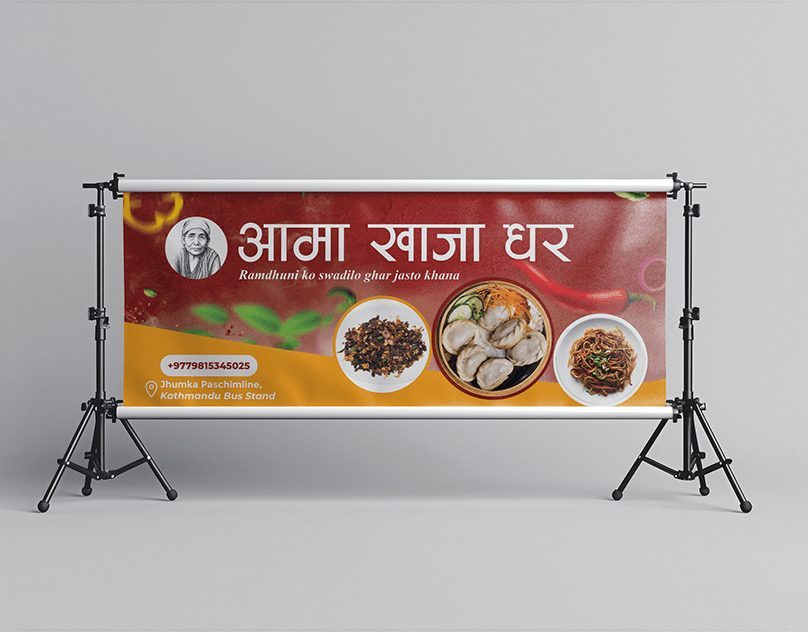 आमा खाजा घर
Ramdhuni ko swadilo ghar jasto khana
+9779815345025
Jhumka Paschimline,
Kathmandu Bus Stand